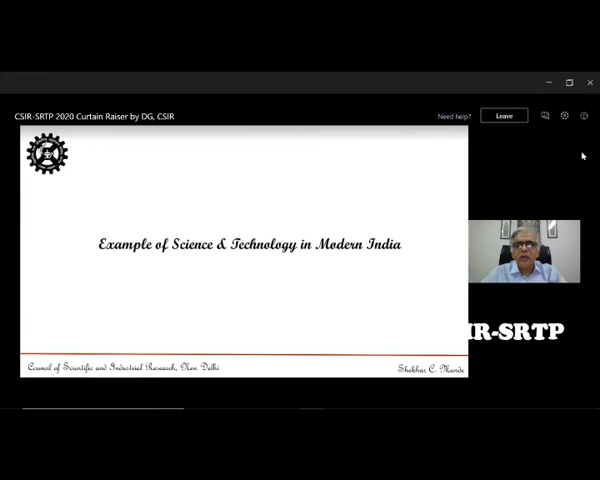 CSIR-SRTP 2020 Curtain Raiser by DG, CSIR
Need help?
Leave
Example of Science & Technology in Modern India
IR-SRTP
Council of Scientific and Industrial Research, New Delhi
Shekhar C. Mande